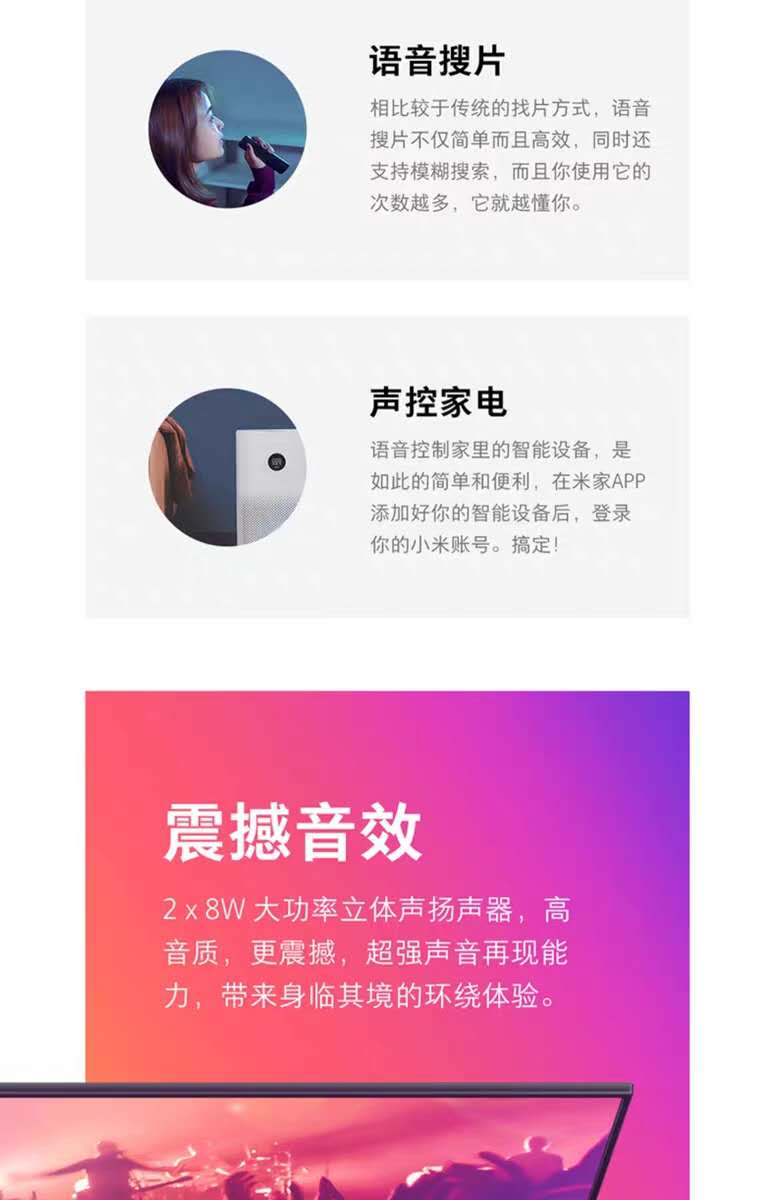 语音搜片
相比较于传统的找片方式，语音
搜片不仅简单而且高效，同时还
支持模糊搜索，而且你使用它的
次数越多，它就越懂你。
声控家电
语音控制家里的智能设备，是
如此的简单和便利，在米家APP
添加好你的智能设备后，登录
你的小米账号。搞定！
震撼音效
2 x 8W 大功率立体声扬声器，高
音质，更震撼，超强声音再现能
力，带来身临其境的环绕体验。